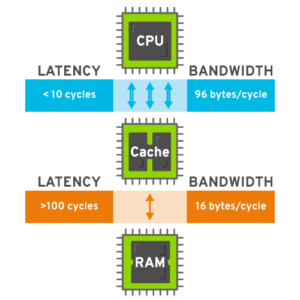 CPU
LATENCY BANDWIDTH
< 10 cycles 96 bytes/cycle
Cache
LATENCY BANDWIDTH
>100 cycles 16 bytes/cycle
RAM